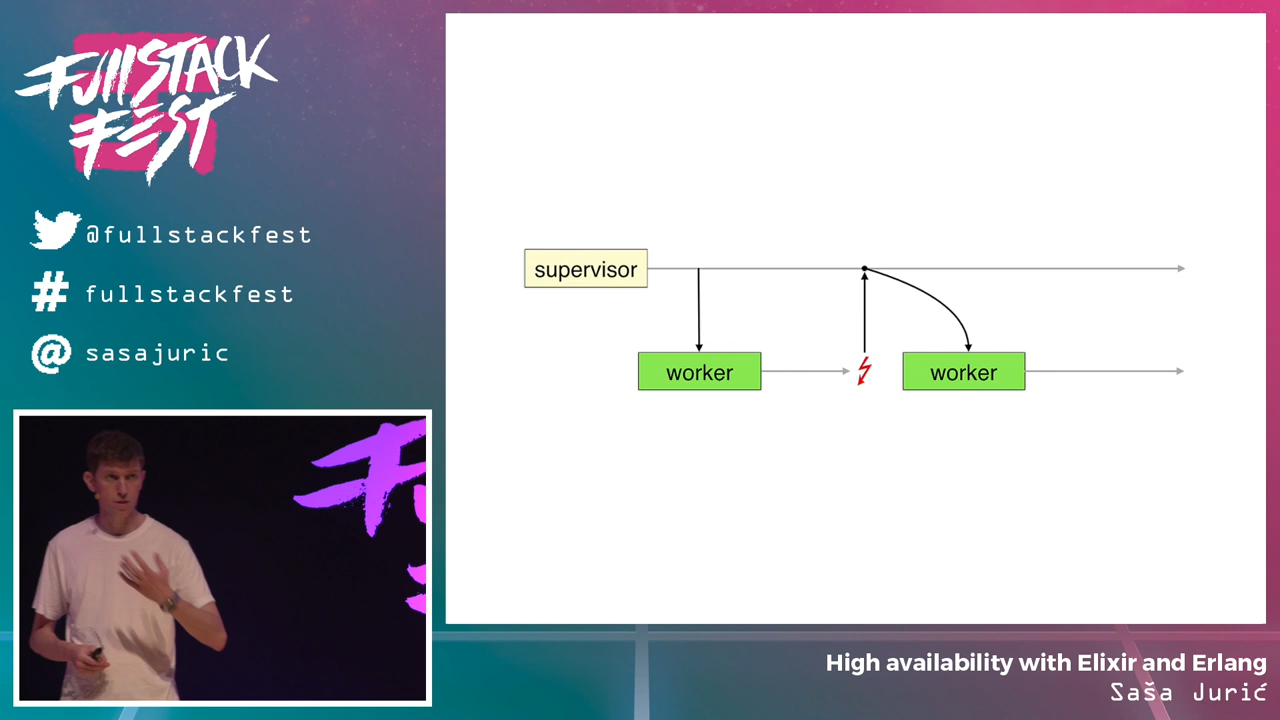 FullStack
Fest
@fullstackfest
# fullstackfest
@ sasajuric
supervisor
worker
worker
High availability with Elixir and Erlang
Saša Jurić